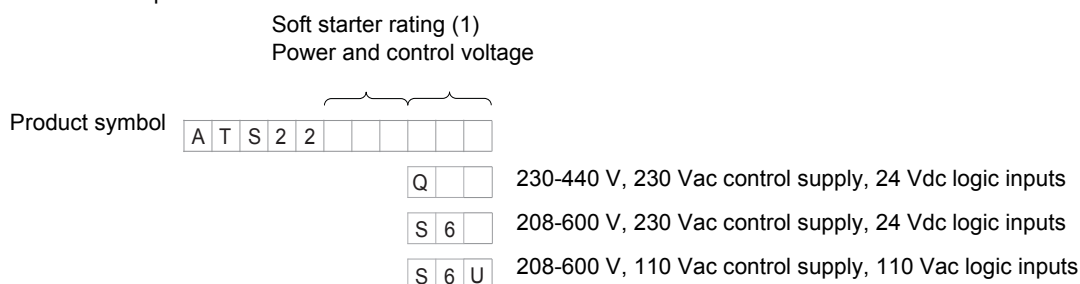 Soft starter rating (1)
Power and control voltage
Product symbol A T S 2 2
Q 230-440 V, 230 Vac control supply, 24 Vdc logic inputs
S 6 208-600 V, 230 Vac control supply, 24 Vdc logic inputs
S 6 U 208-600 V, 110 Vac control supply, 110 Vac logic inputs